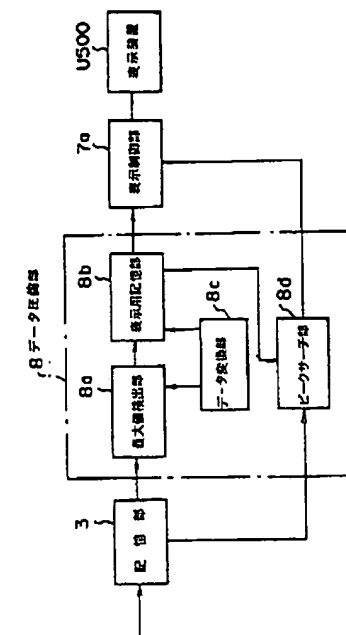 8 データ圧縮部
3
記憶部
8a
最大値検出部
8b
表示用記憶部
8c
データ変換部
8d
ピークサーチ部
7a
表示制御部
U500
表示装置